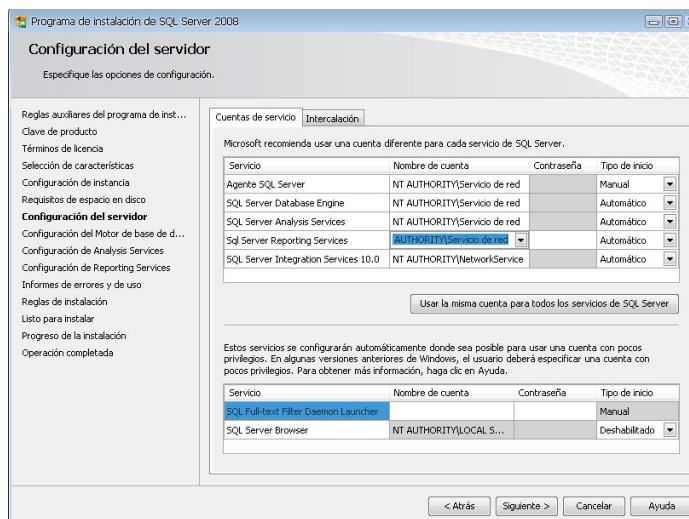 Programa de instalación de SQL Server 2008
Configuración del servidor
Especifique las opciones de configuración.
Reglas auxiliares del programa de inst...
Clave de producto
Términos de licencia
Selección de características
Configuración de instancia
Requisitos de espacio en disco
Configuración del servidor
Configuración del Motor de base de d...
Configuración de Analysis Services
Configuración de Reporting Services
Informes de errores y de uso
Reglas de instalación
Listo para instalar
Progreso de la instalación
Operación completada
Cuentas de servicio Intercalación
Microsoft recomienda usar una cuenta diferente para cada servicio de SQL Server.
Servicio Nombre de cuenta Contraseña Tipo de inicio
Agente SQL Server NT AUTHORITY\Servicio de red Manual
SQL Server Database Engine NT AUTHORITY\Servicio de red Automático
SQL Server Analysis Services NT AUTHORITY\Servicio de red Automático
Sql Server Reporting Services AUTHORITY\Servicio de red Automático
SQL Server Integration Services 10.0 NT AUTHORITY\NetworkService Automático
Usar la misma cuenta para todos los servicios de SQL Server
Estos servicios se configurarán automáticamente donde sea posible para usar una cuenta con pocos
privilegios. En algunas versiones anteriores de Windows, el usuario deberá especificar una cuenta con
pocos privilegios. Para obtener más información, haga clic en Ayuda.
Servicio Nombre de cuenta Contraseña Tipo de inicio
SQL Full-text Filter Daemon Launcher Manual
SQL Server Browser NT AUTHORITY\LOCAL S... Deshabilitado
< Atrás Siguiente > Cancelar Ayuda